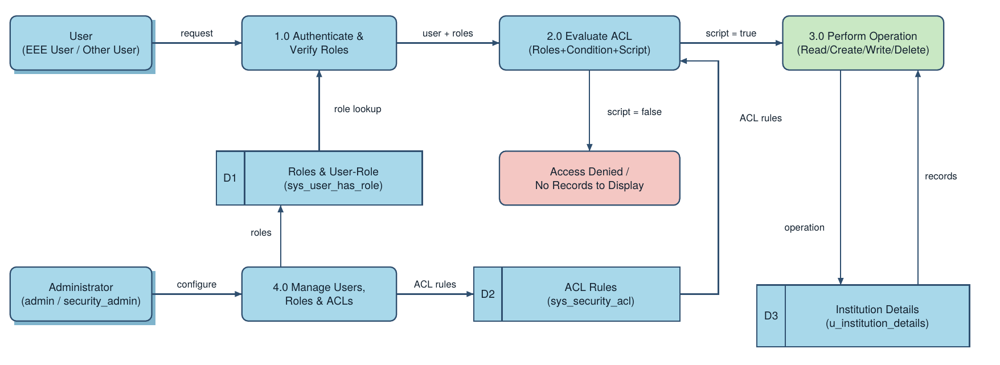 User
(EEE User / Other User)
request
1.0 Authenticate &
Verify Roles
user + roles
2.0 Evaluate ACL
(Roles+Condition+Script)
script = true
3.0 Perform Operation
(Read/Create/Write/Delete)
role lookup
script = false
ACL rules
D1
Roles & User-Role
(sys_user_has_role)
Access Denied /
No Records to Display
records
roles
operation
Administrator
(admin / security_admin)
configure
4.0 Manage Users,
Roles & ACLs
ACL rules
D2
ACL Rules
(sys_security_acl)
D3
Institution Details
(u_institution_details)